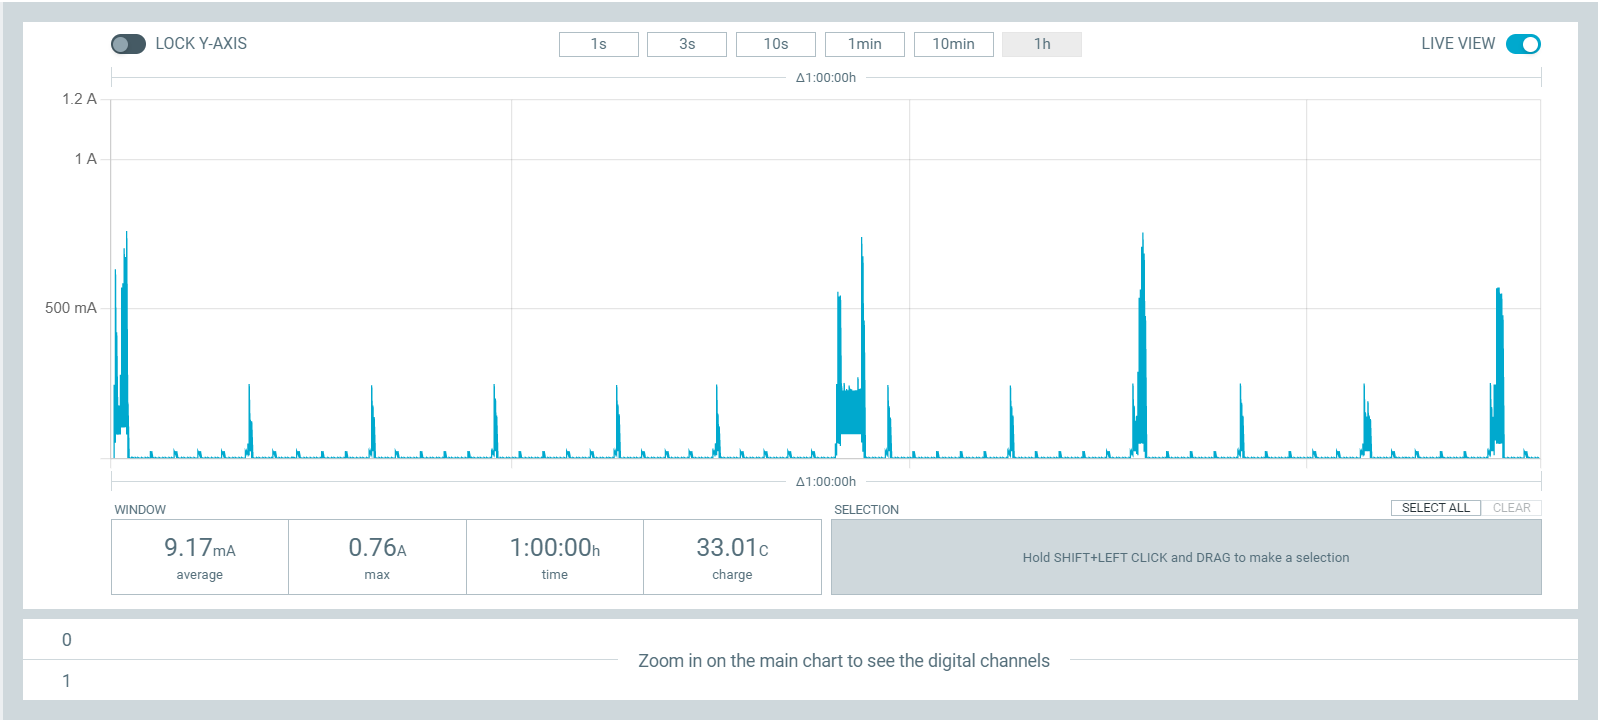 LOCK Y-AXIS 1s 3s 10s 1min 10min 1h LIVE VIEW
Δ1:00:00h
1.2 A
1 A
500 mA
Δ1:00:00h
WINDOW SELECTION SELECT ALL CLEAR
9.17mA 0.76A 1:00:00h 33.01C
average max time charge
Hold SHIFT+LEFT CLICK and DRAG to make a selection
0
Zoom in on the main chart to see the digital channels
1